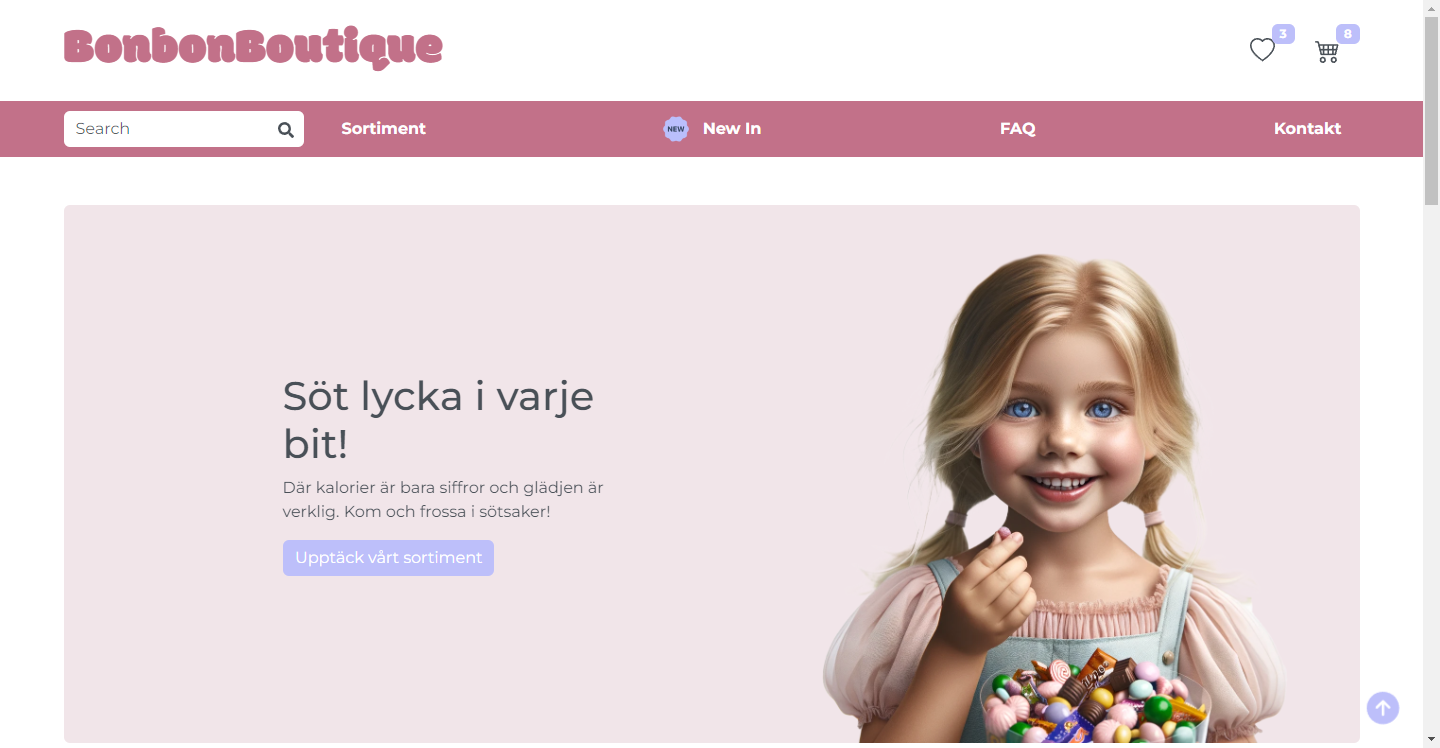 BonbonBoutique
3
8
Search
Sortiment
NEW
New In
FAQ
Kontakt
Söt lycka i varje
bit!
Där kalorier är bara siffror och glädjen är
verklig. Kom och frossa i sötsaker!
Upptäck vårt sortiment